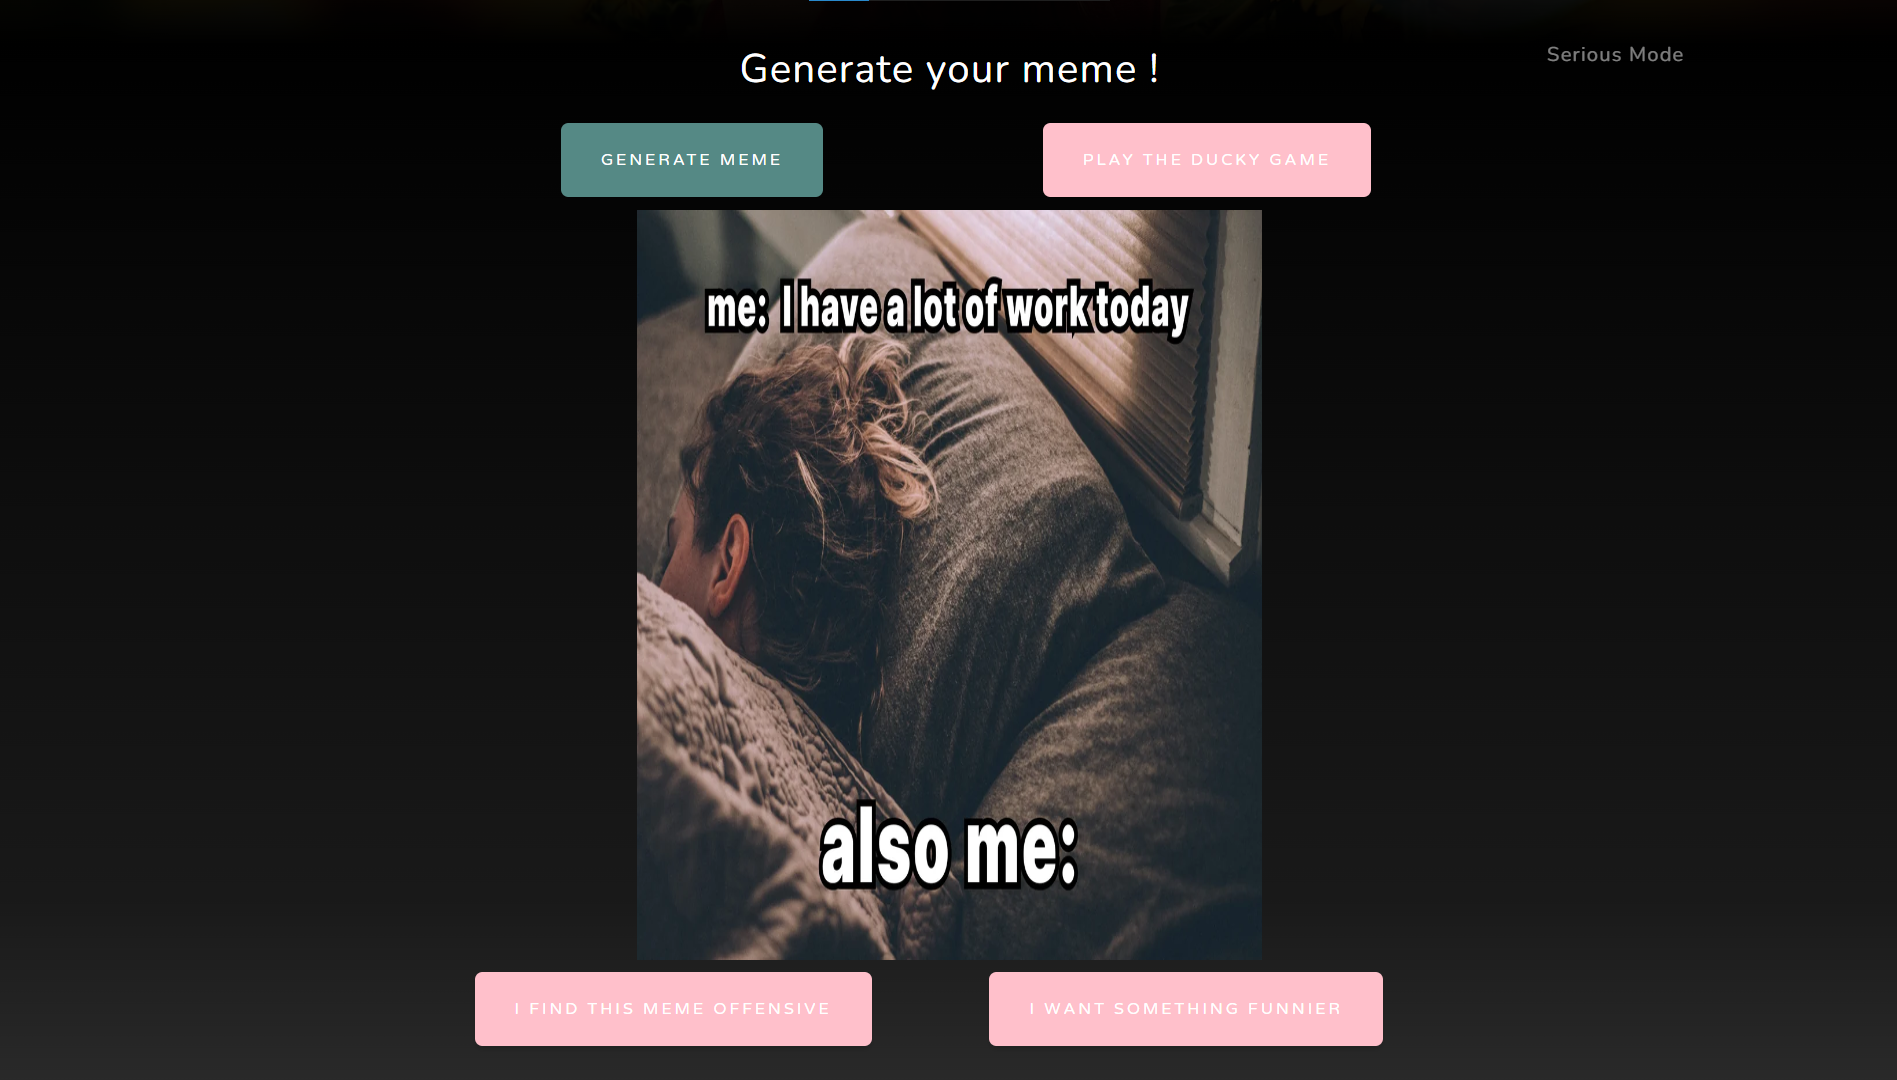 Generate your meme !
Serious Mode
GENERATE MEME
PLAY THE DUCKY GAME
me: I have a lot of work today
also me:
I FIND THIS MEME OFFENSIVE
I WANT SOMETHING FUNNIER